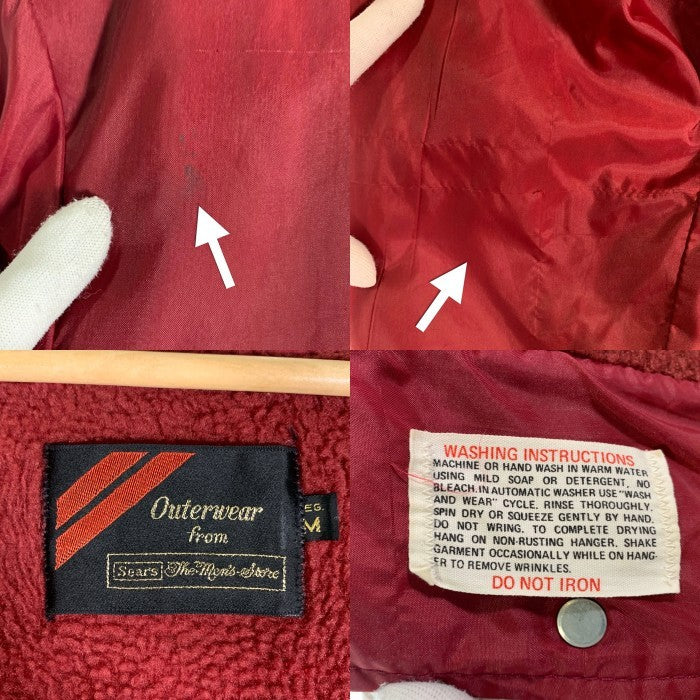 Outerwear
from
Sears The Men's Store
EG.
M
WASHING INSTRUCTIONS
MACHINE OR HAND WASH IN WARM WATER
USING MILD SOAP OR DETERGENT, NO
BLEACH. IN AUTOMATIC WASHER USE "WASH
AND WEAR" CYCLE. RINSE THOROUGHLY.
SPIN DRY OR SQUEEZE GENTLY BY HAND.
DO NOT WRING. TO COMPLETE DRYING
HANG ON NON-RUSTING HANGER. SHAKE
GARMENT OCCASIONALLY WHILE ON HANG-
ER TO REMOVE WRINKLES.
DO NOT IRON